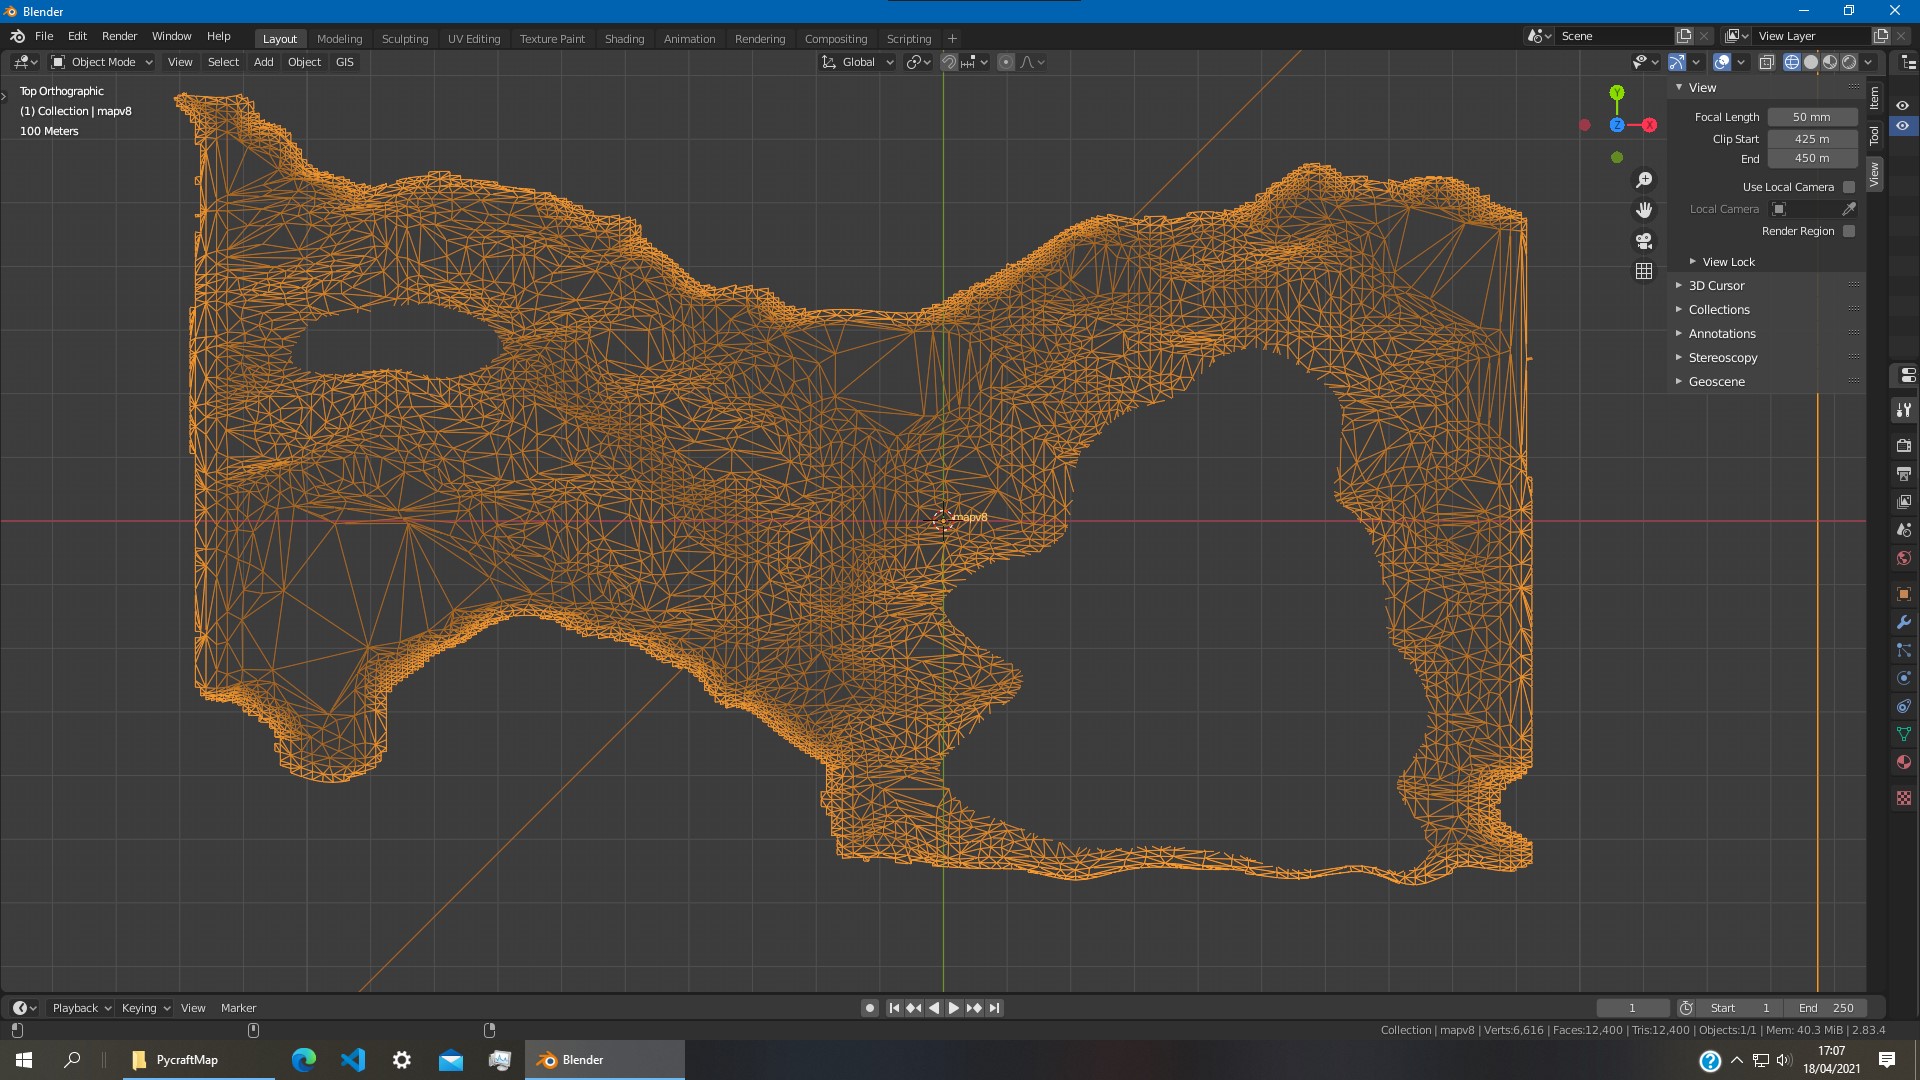 Blender
File Edit Render Window Help Layout Modeling Sculpting UV Editing Texture Paint Shading Animation Rendering Compositing Scripting + Scene View Layer
Object Mode View Select Add Object GIS Global
Top Orthographic
(1) Collection | mapv8
100 Meters
Y
Z
X
View
Focal Length 50 mm
Clip Start 425 m
End 450 m
Use Local Camera
Local Camera
Render Region
View Lock
3D Cursor
Collections
Annotations
Stereoscopy
Geoscene
Item
Tool
View
mapv8
Playback Keying View Marker 1 Start 1 End 250
Collection | mapv8 | Verts:6,616 | Faces:12,400 | Tris:12,400 | Objects:1/1 | Mem: 40.3 MiB | 2.83.4
PycraftMap Blender
17:07
18/04/2021